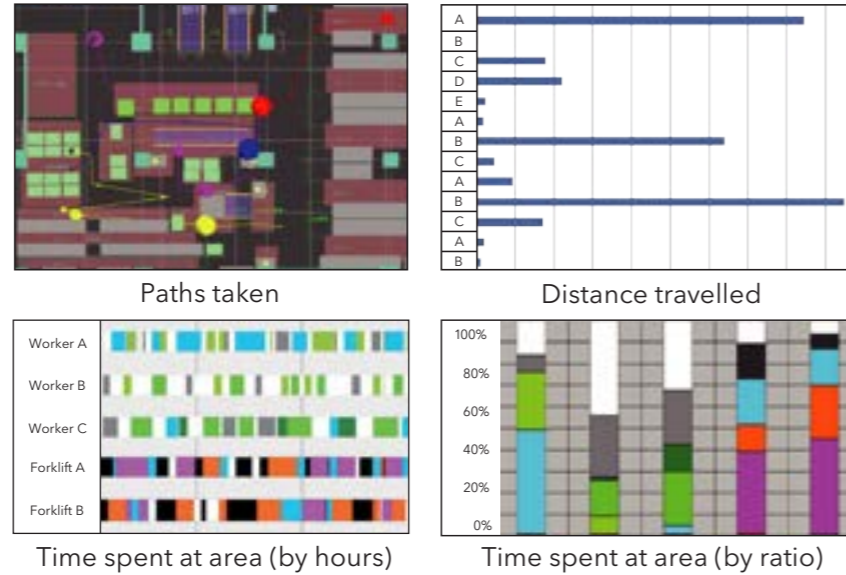 A
B
C
D
E
A
B
C
A
B
C
A
B
Paths taken
Distance travelled
Worker A
Worker B
Worker C
Forklift A
Forklift B
100%
80%
60%
40%
20%
0%
Time spent at area (by hours)
Time spent at area (by ratio)